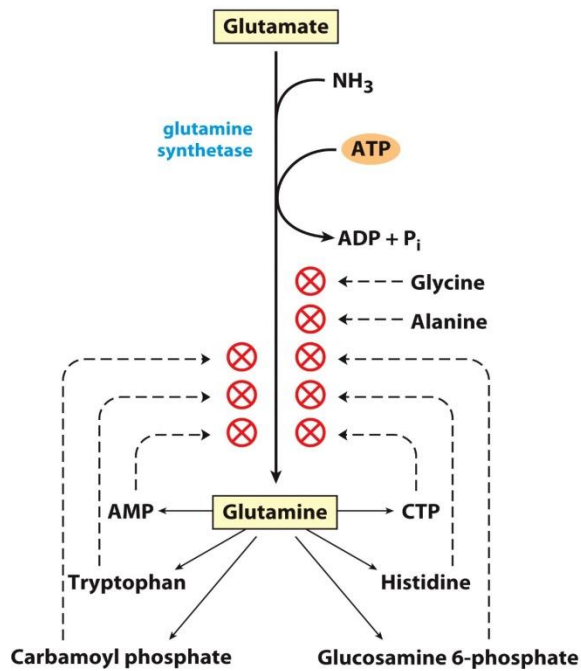 Glutamate
NH3
glutamine
synthetase
ATP
ADP + Pi
Glycine
Alanine
AMP
Glutamine
CTP
Tryptophan
Histidine
Carbamoyl phosphate
Glucosamine 6-phosphate